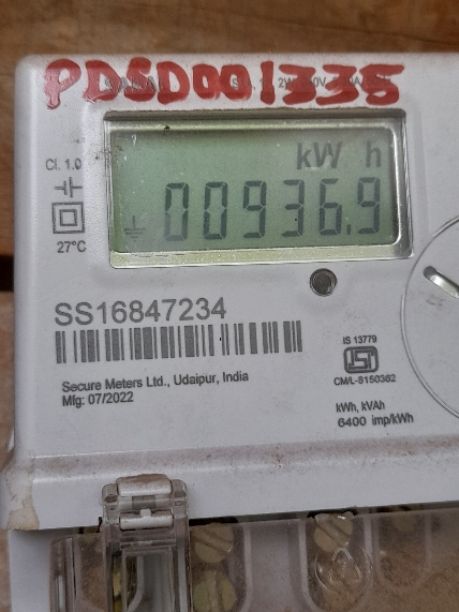 PDSD001335
Cl. 1.0
kW h
00936.9
27°C
SS16847234
IS 13779
Secure Meters Ltd., Udaipur, India
CM/L-8150362
Mfg: 07/2022
kWh, kVAh
6400 imp/kWh